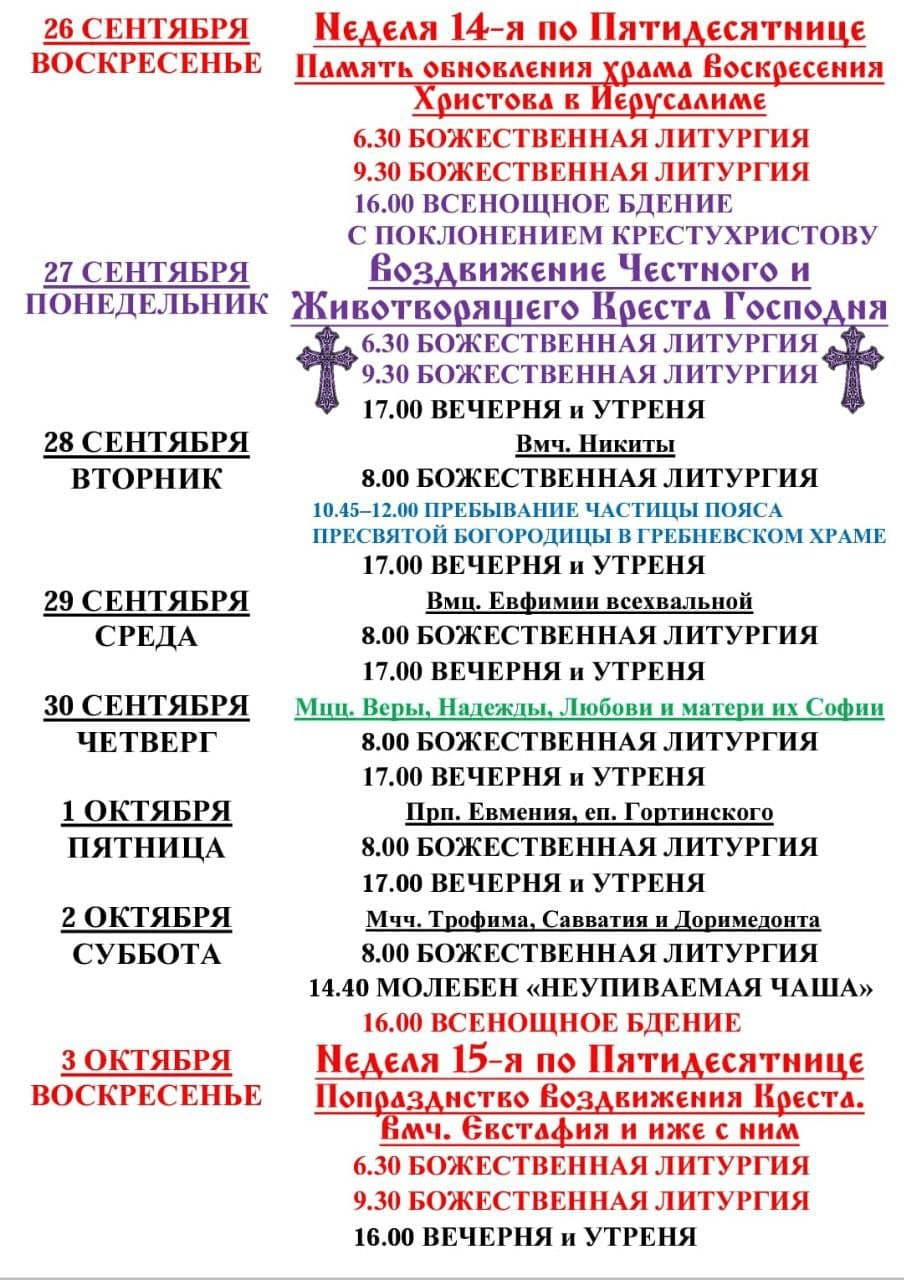 26 СЕНТЯБРЯ
ВОСКРЕСЕНЬЕ
Неделя 14-я по Пятидесятнице
Память обновления храма Воскресения
Христова в Иерусалиме
6.30 БОЖЕСТВЕННАЯ ЛИТУРГИЯ
9.30 БОЖЕСТВЕННАЯ ЛИТУРГИЯ
16.00 ВСЕНОЩНОЕ БДЕНИЕ
С ПОКЛОНЕНИЕМ КРЕСТУХРИСТОВУ
27 СЕНТЯБРЯ
ПОНЕДЕЛЬНИК
Воздвижение Честного и
Животворящего Креста Господня
6.30 БОЖЕСТВЕННАЯ ЛИТУРГИЯ
9.30 БОЖЕСТВЕННАЯ ЛИТУРГИЯ
17.00 ВЕЧЕРНЯ и УТРЕНЯ
28 СЕНТЯБРЯ
ВТОРНИК
Вмч. Никиты
8.00 БОЖЕСТВЕННАЯ ЛИТУРГИЯ
10.45–12.00 ПРЕБЫВАНИЕ ЧАСТИЦЫ ПОЯСА
ПРЕСВЯТОЙ БОГОРОДИЦЫ В ГРЕБНЕВСКОМ ХРАМЕ
17.00 ВЕЧЕРНЯ и УТРЕНЯ
29 СЕНТЯБРЯ
СРЕДА
Вмц. Евфимии всехвальной
8.00 БОЖЕСТВЕННАЯ ЛИТУРГИЯ
17.00 ВЕЧЕРНЯ и УТРЕНЯ
30 СЕНТЯБРЯ
ЧЕТВЕРГ
Мцц. Веры, Надежды, Любови и матери их Софии
8.00 БОЖЕСТВЕННАЯ ЛИТУРГИЯ
17.00 ВЕЧЕРНЯ и УТРЕНЯ
1 ОКТЯБРЯ
ПЯТНИЦА
Прп. Евмения, еп. Гортинского
8.00 БОЖЕСТВЕННАЯ ЛИТУРГИЯ
17.00 ВЕЧЕРНЯ и УТРЕНЯ
2 ОКТЯБРЯ
СУББОТА
Мчч. Трофима, Савватия и Доримедонта
8.00 БОЖЕСТВЕННАЯ ЛИТУРГИЯ
14.40 МОЛЕБЕН «НЕУПИВАЕМАЯ ЧАША»
16.00 ВСЕНОЩНОЕ БДЕНИЕ
3 ОКТЯБРЯ
ВОСКРЕСЕНЬЕ
Неделя 15-я по Пятидесятнице
Попразднство Воздвижения Креста.
Вмч. Евстафия и иже с ним
6.30 БОЖЕСТВЕННАЯ ЛИТУРГИЯ
9.30 БОЖЕСТВЕННАЯ ЛИТУРГИЯ
16.00 ВЕЧЕРНЯ и УТРЕНЯ